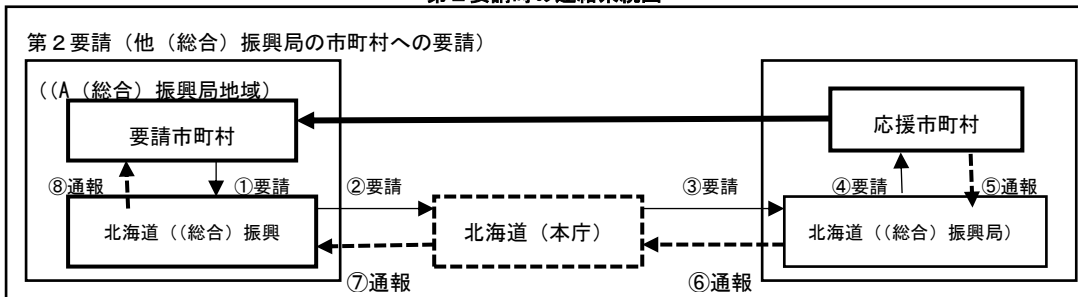 第２要請（他（総合）振興局の市町村への要請）
（（A（総合）振興局地域）
要請市町村
応援市町村
⑧通報
①要請
②要請
③要請
④要請
⑤通報
北海道（（総合）振興
北海道（本庁）
北海道（（総合）振興局）
⑦通報
⑥通報